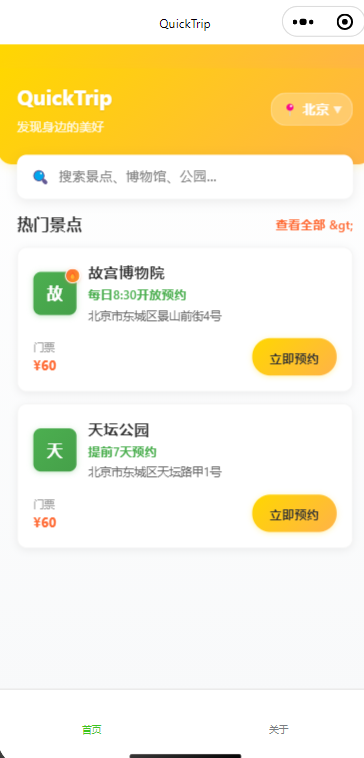 QuickTrip
QuickTrip
发现身边的美好
北京 ▼
搜索景点、博物馆、公园...
热门景点
查看全部 &gt;
故
故宫博物院
每日8:30开放预约
北京市东城区景山前街4号
门票
¥60
立即预约
天
天坛公园
提前7天预约
北京市东城区天坛路甲1号
门票
¥60
立即预约
首页
关于